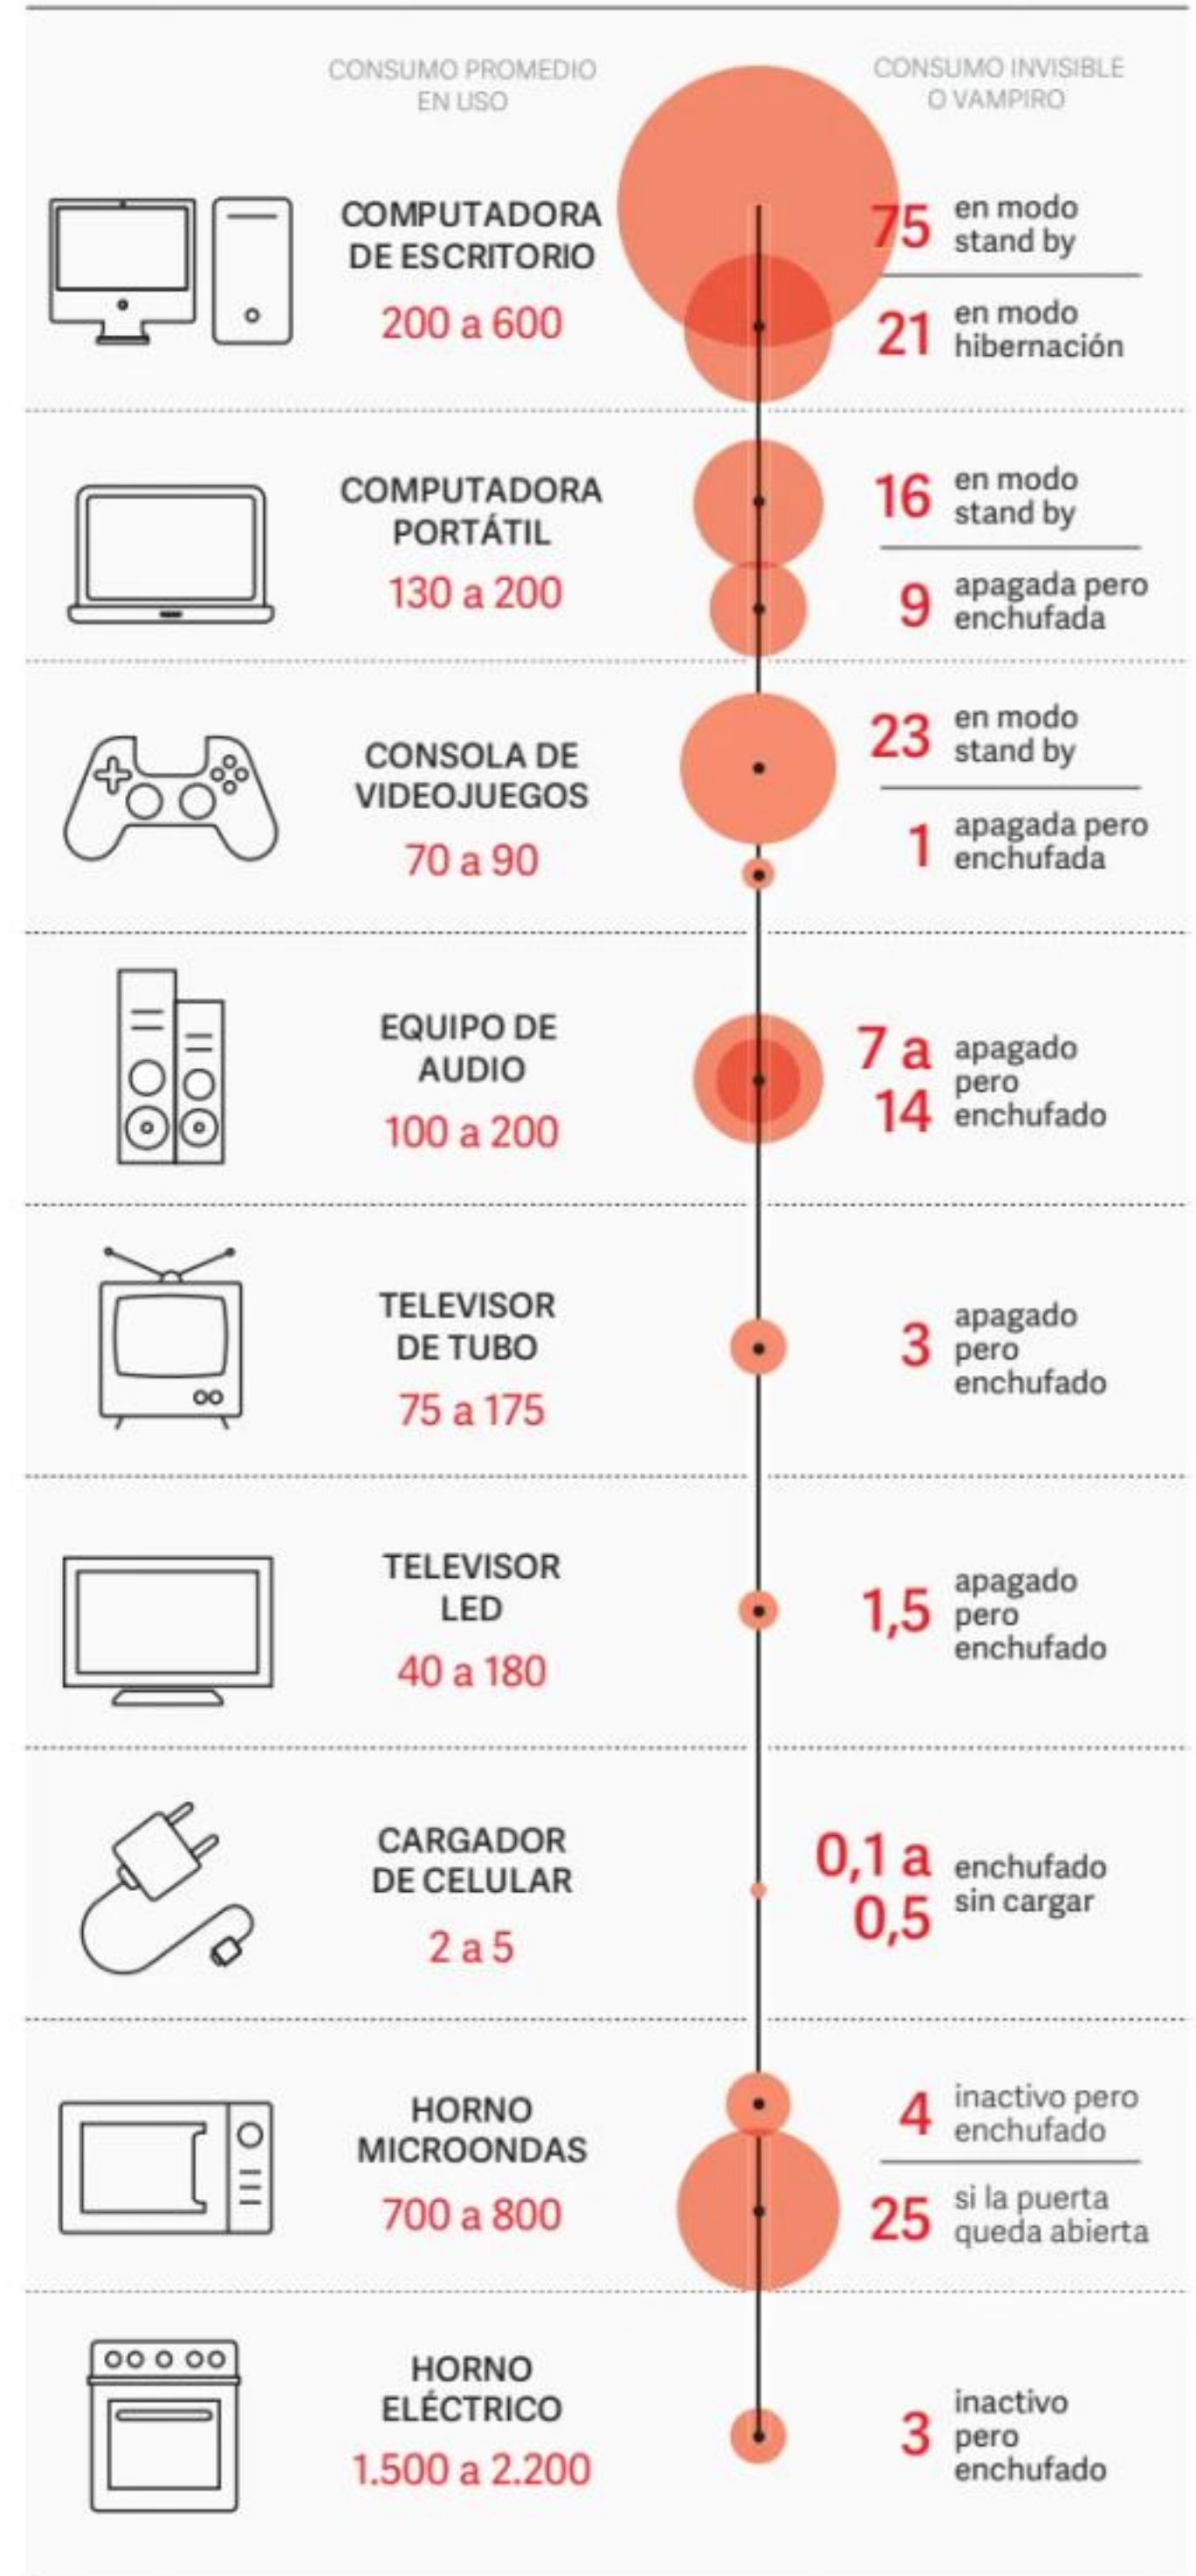 CONSUMO PROMEDIO
EN USO
CONSUMO INVISIBLE
O VAMPIRO
COMPUTADORA
DE ESCRITORIO
200 a 600
75
en modo
stand by
21
en modo
hibernación
COMPUTADORA
PORTÁTIL
130 a 200
16
en modo
stand by
9
apagada pero
enchufada
CONSOLA DE
VIDEOJUEGOS
70 a 90
23
en modo
stand by
1
apagada pero
enchufada
EQUIPO DE
AUDIO
100 a 200
7 a
14
apagado
pero
enchufado
TELEVISOR
DE TUBO
75 a 175
3
apagado
pero
enchufado
TELEVISOR
LED
40 a 180
1,5
apagado
pero
enchufado
CARGADOR
DE CELULAR
2 a 5
0,1 a
0,5
enchufado
sin cargar
HORNO
MICROONDAS
700 a 800
4
inactivo pero
enchufado
25
si la puerta
queda abierta
HORNO
ELÉCTRICO
1.500 a 2.200
3
inactivo
pero
enchufado